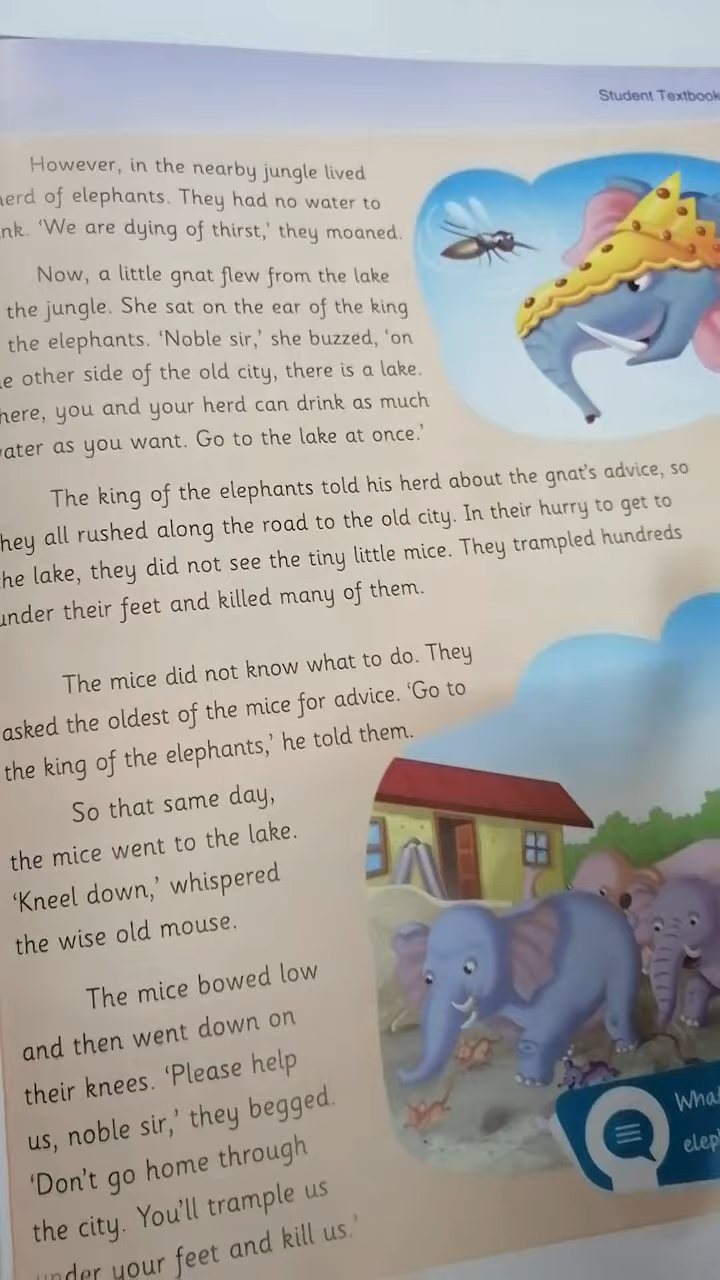 Student Textbook
However, in the nearby jungle lived
herd of elephants. They had no water to
nk. ‘We are dying of thirst,’ they moaned.
Now, a little gnat flew from the lake
the jungle. She sat on the ear of the king
the elephants. ‘Noble sir,’ she buzzed, ‘on
e other side of the old city, there is a lake.
here, you and your herd can drink as much
water as you want. Go to the lake at once.’
The king of the elephants told his herd about the gnat's advice, so
hey all rushed along the road to the old city. In their hurry to get to
he lake, they did not see the tiny little mice. They trampled hundreds
under their feet and killed many of them.
The mice did not know what to do. They
asked the oldest of the mice for advice. ‘Go to
the king of the elephants,’ he told them.
So that same day,
the mice went to the lake.
‘Kneel down,’ whispered
the wise old mouse.
The mice bowed low
and then went down on
their knees. ‘Please help
us, noble sir,’ they begged.
‘Don't go home through
the city. You'll trample us
under your feet and kill us.’
Wha
elep